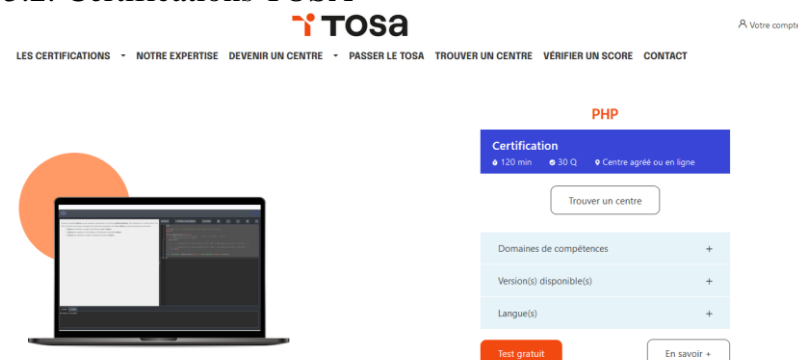 TOSA
Votre compte
LES CERTIFICATIONS NOTRE EXPERTISE DEVENIR UN CENTRE PASSER LE TOSA TROUVER UN CENTRE VÉRIFIER UN SCORE CONTACT
PHP
Certification
120 min 30 Q Centre agréé ou en ligne
Trouver un centre
Domaines de compétences +
Version(s) disponible(s) +
Langue(s) +
Test gratuit
En savoir +